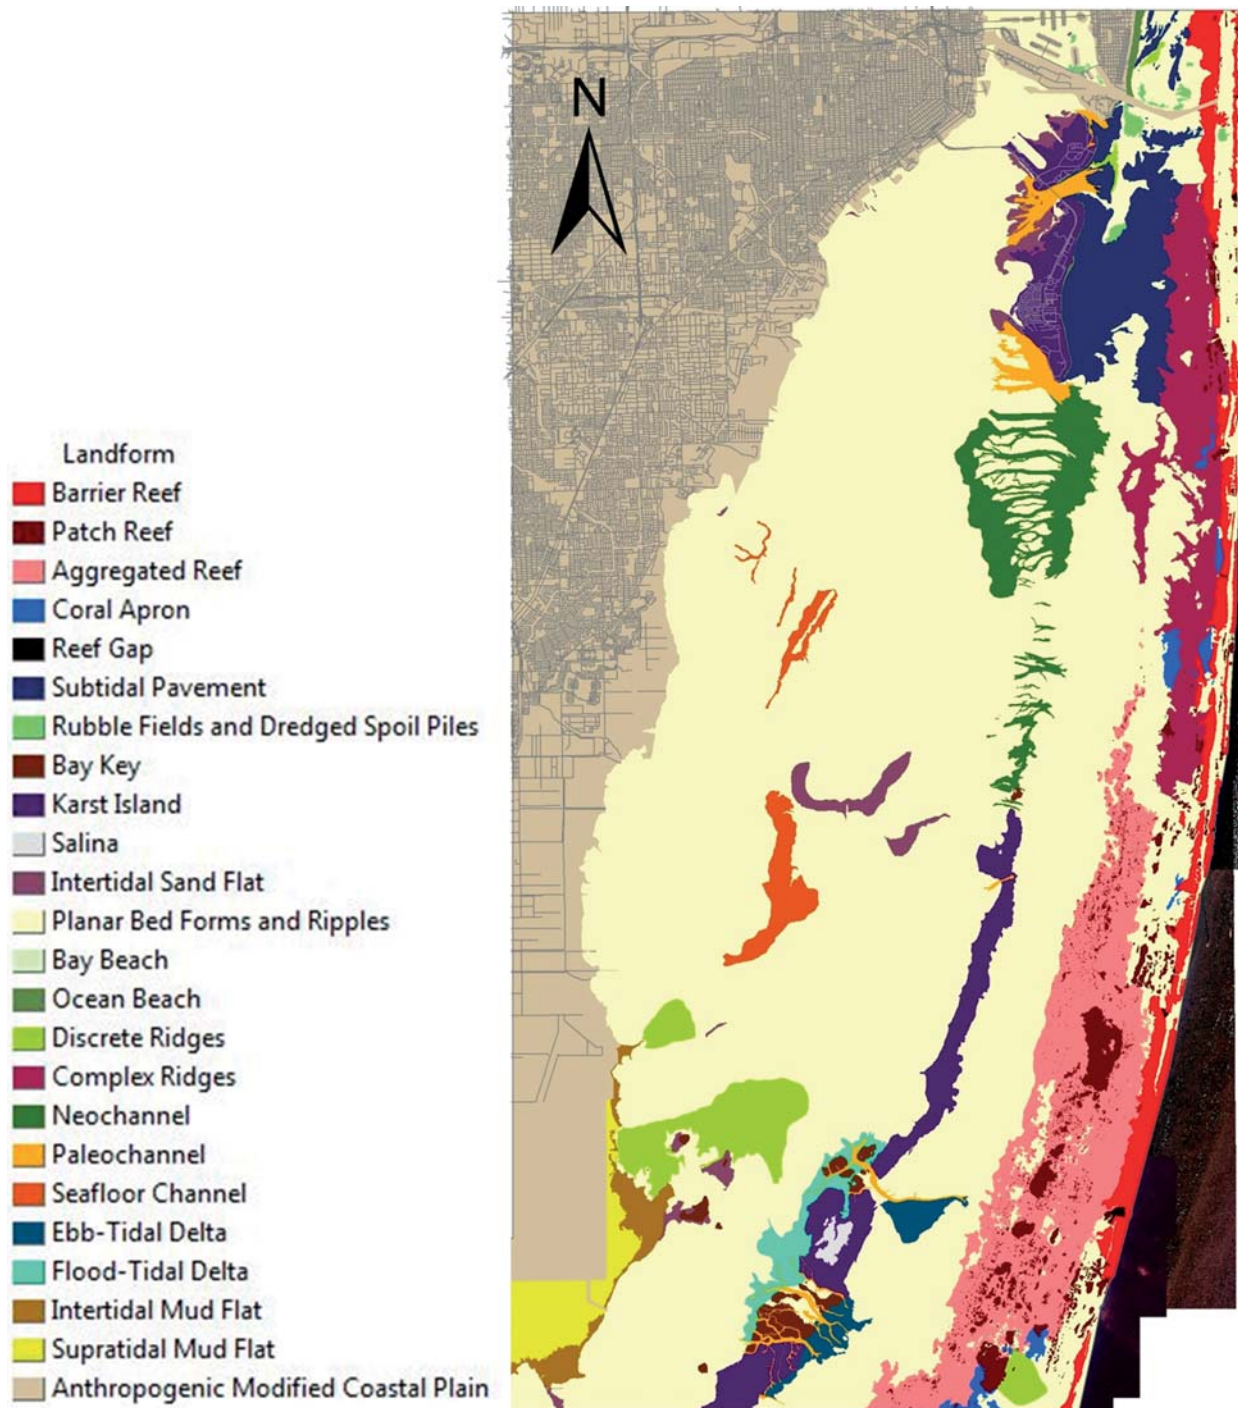 N
Landform
Barrier Reef
Patch Reef
Aggregated Reef
Coral Apron
Reef Gap
Subtidal Pavement
Rubble Fields and Dredged Spoil Piles
Bay Key
Karst Island
Salina
Intertidal Sand Flat
Planar Bed Forms and Ripples
Bay Beach
Ocean Beach
Discrete Ridges
Complex Ridges
Neochannel
Paleochannel
Seafloor Channel
Ebb-Tidal Delta
Flood-Tidal Delta
Intertidal Mud Flat
Supratidal Mud Flat
Anthropogenic Modified Coastal Plain